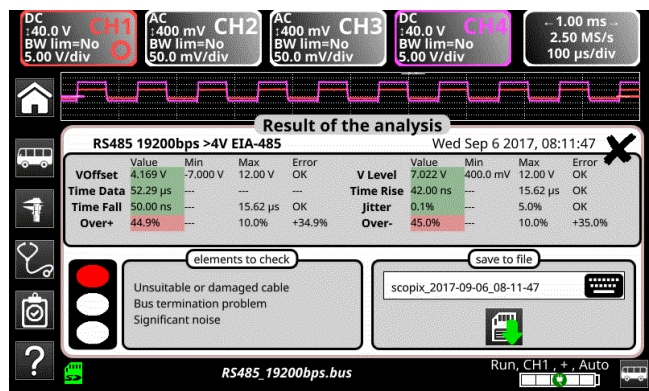 DC
↕40.0 V CH1
BW lim=No
5.00 V/div
AC
↕400 mV CH2
BW lim=No
50.0 mV/div
AC
↕400 mV CH3
BW lim=No
50.0 mV/div
DC
↕40.0 V CH4
BW lim=No
5.00 V/div
←1.00 ms→
2.50 MS/s
100 µs/div
Result of the analysis
RS485 19200bps >4V EIA-485 Wed Sep 6 2017, 08:11:47
Value Min Max Error Value Min Max Error
VOffset 4.169 V -7.000 V 12.00 V OK V Level 7.022 V 400.0 mV 12.00 V OK
Time Data 52.29 µs --- --- --- Time Rise 42.00 ns --- 15.62 µs OK
Time Fall 50.00 ns --- 15.62 µs OK Jitter 0.1% --- 5.0% OK
Over+ 44.9% --- 10.0% +34.9% Over- 45.0% --- 10.0% +35.0%
elements to check
Unsuitable or damaged cable
Bus termination problem
Significant noise
save to file
scopix_2017-09-06_08-11-47
?
RS485_19200bps.bus
Run, CH1 , + , Auto